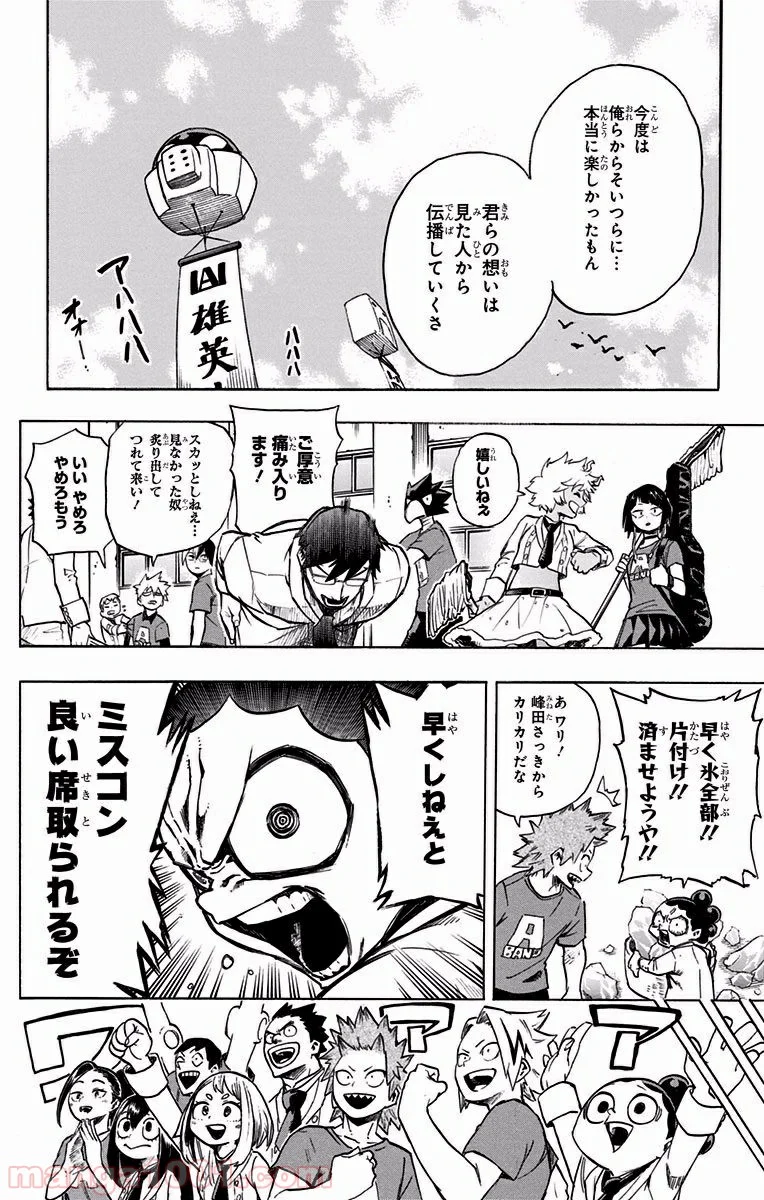 今度は
俺らからそいつらに…
本当に楽しかったもん
君らの想いは
見た人から
伝播していくさ
UA
雄英
アハハハ
オオー
ハハハ
嬉しいねえ
ご厚意
痛み入り
ます！
スカッとしねえ…
見なかった奴
炙り出して
つれて来い！
いい やめろ
やめろもう
早く氷全部!!
片付け!!
済ませようや!!
あ ワリ！
峰田さっきから
カリカリだな
A
BAND
早くしねえと
ミスコン
良い席取られるぞ
ワアア